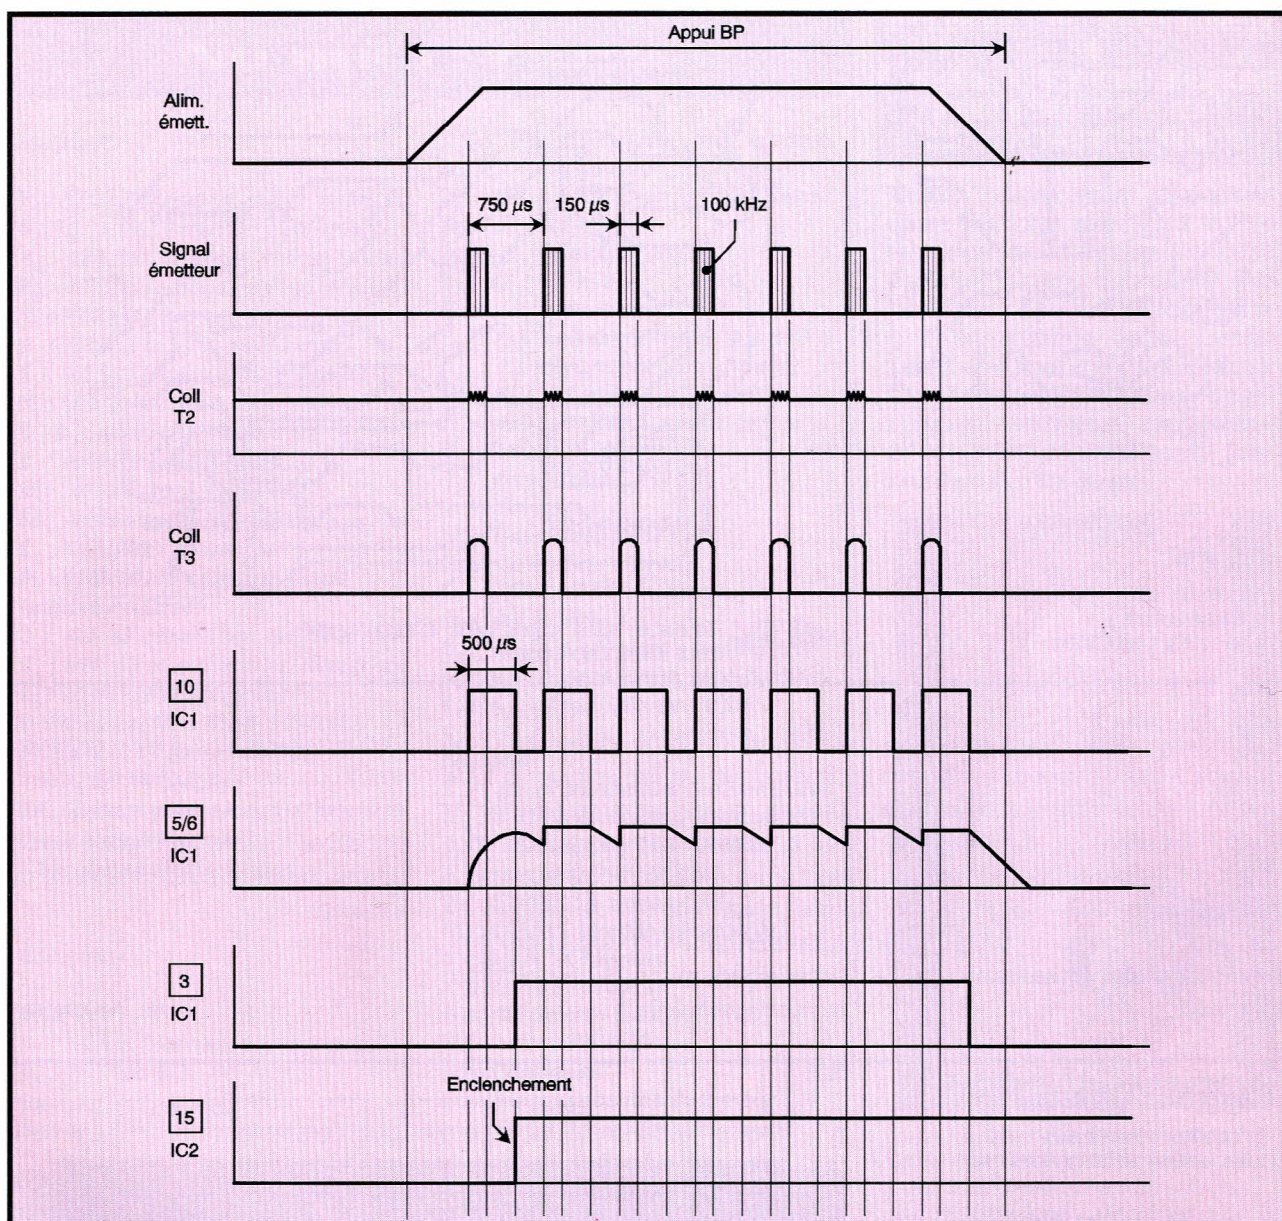 Appui BP
Alim.
émett.
750 µs
150 µs
100 kHz
Signal
émetteur
Coll
T2
Coll
T3
500 µs
10
IC1
5/6
IC1
3
IC1
Enclenchement
15
IC2